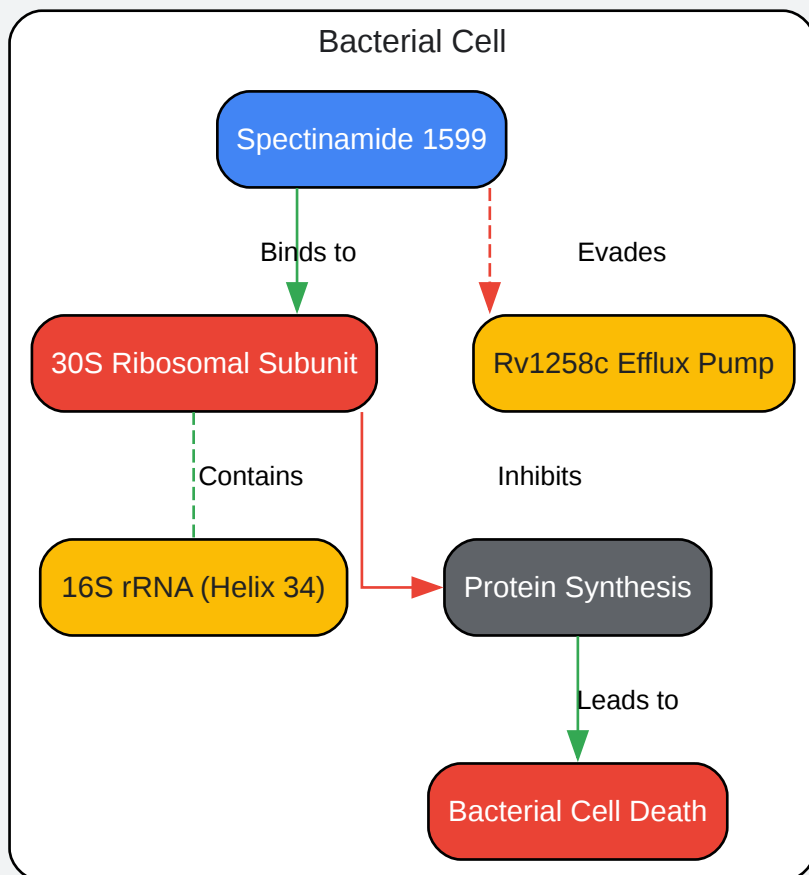 Bacterial Cell
Spectinamide 1599
Binds to
Evades
30S Ribosomal Subunit
Rv1258c Efflux Pump
Contains
Inhibits
16S rRNA (Helix 34)
Protein Synthesis
Leads to
Bacterial Cell Death